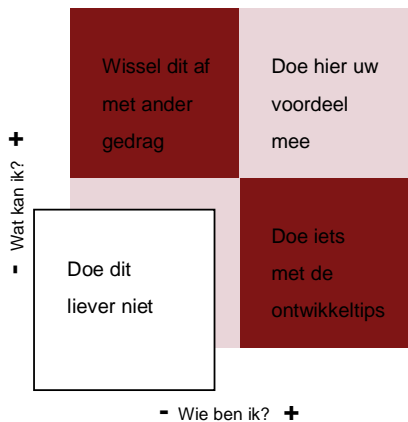 Wissel dit af
met ander
gedrag
Doe hier uw
voordeel
mee
- Wat kan ik? +
Doe dit
liever niet
Doe iets
met de
ontwikkeltips
- Wie ben ik? +